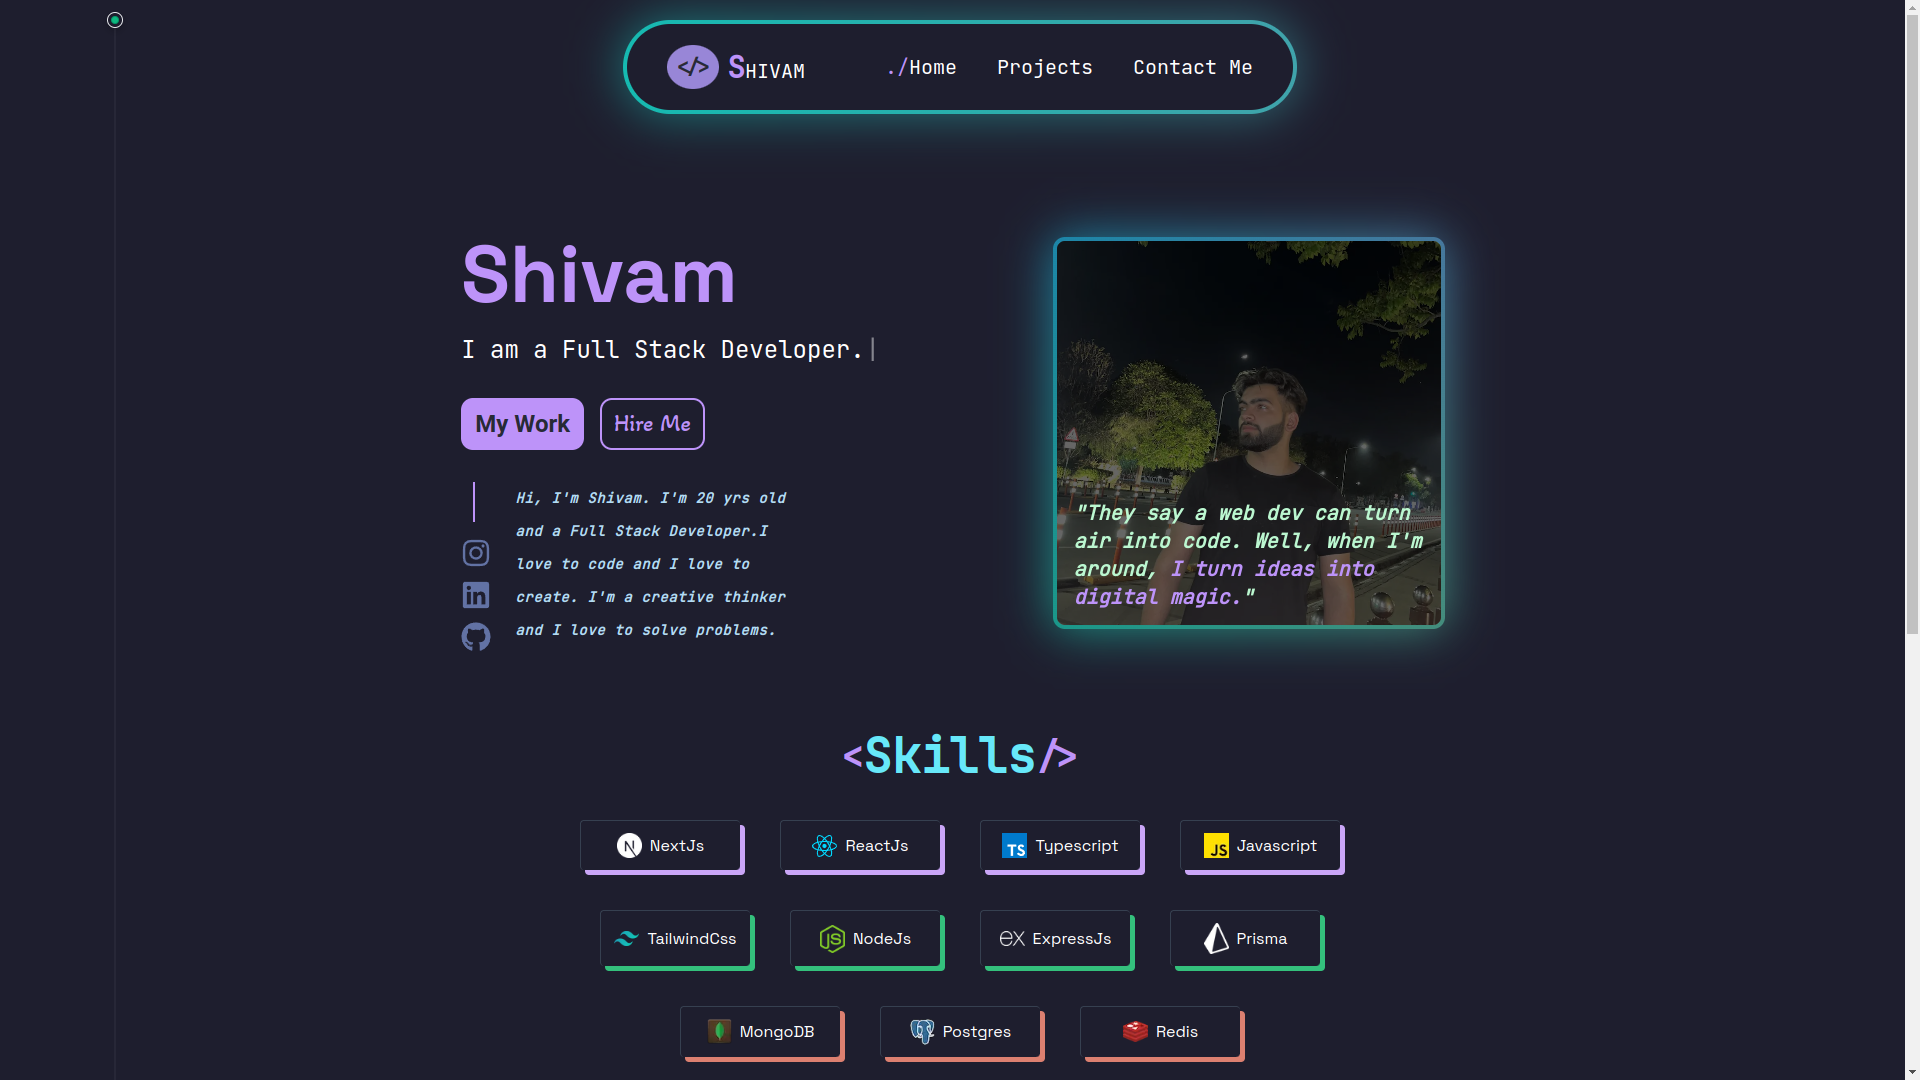 </> SHIVAM
./Home
Projects
Contact Me
Shivam
I am a Full Stack Developer.|
My Work
Hire Me
Hi, I'm Shivam. I'm 20 yrs old
and a Full Stack Developer.I
love to code and I love to
create. I'm a creative thinker
and I love to solve problems.
"They say a web dev can turn
air into code. Well, when I'm
around, I turn ideas into
digital magic."
<Skills/>
N NextJs
ReactJs
TS Typescript
JS Javascript
TailwindCss
JS NodeJs
ex ExpressJs
Prisma
MongoDB
Postgres
Redis